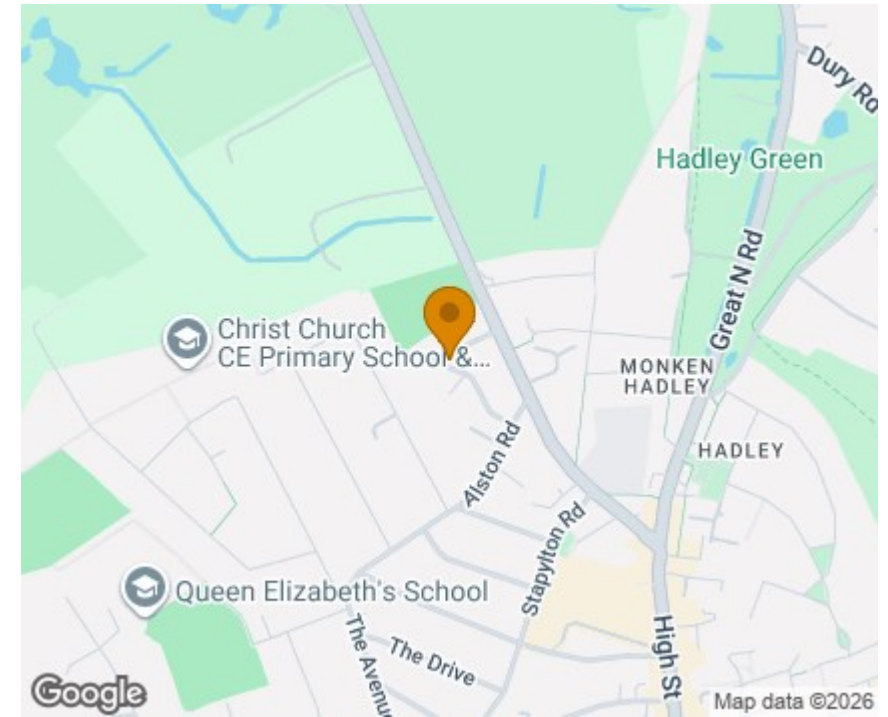 Dury Rd
Hadley Green
Great N Rd
Christ Church
CE Primary School &...
MONKEN
HADLEY
HADLEY
Alston Rd
Stapylton Rd
Queen Elizabeth's School
The Avenue
The Drive
High St
Google
Map data ©2026